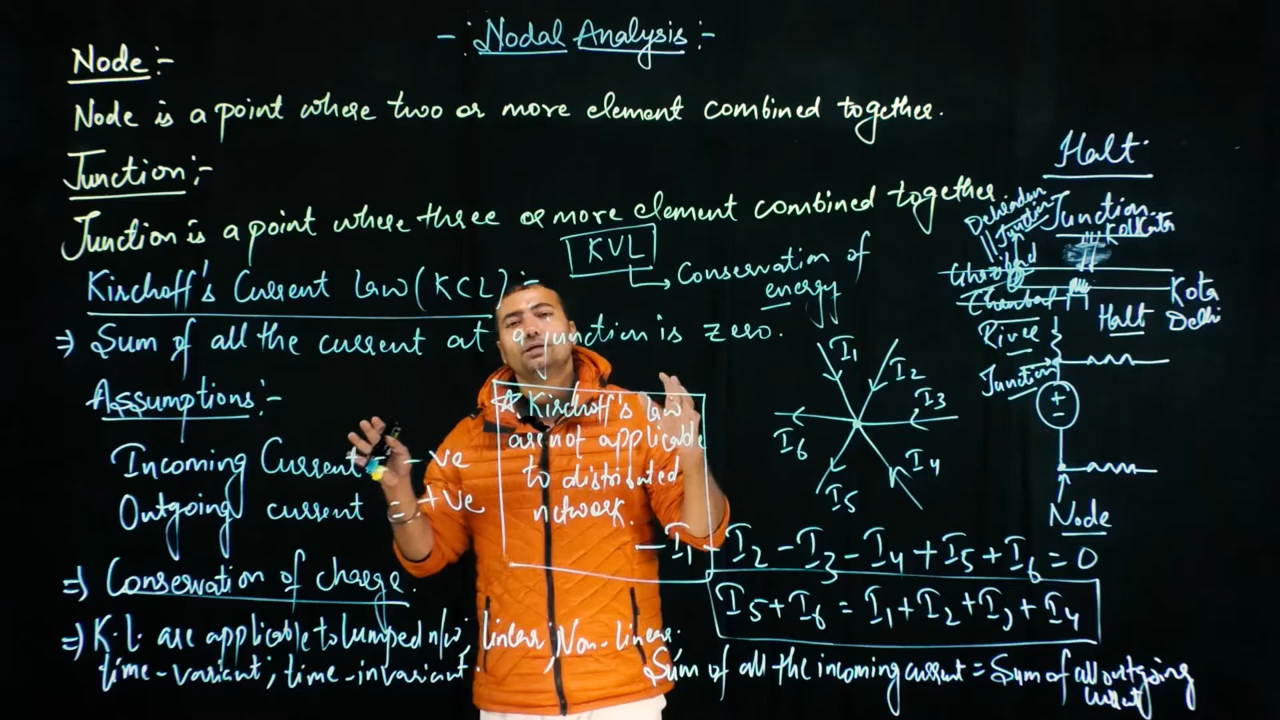 -: Nodal Analysis :-
Node :-
Node is a point where two or more element combined together.
Junction :-
Junction is a point where three or more element combined together
KVL
Conservation of
energy
Kirchoff's Current law (KCL) :-
⇒ Sum of all the current at a junction is zero.
Assumptions :-
Incoming Current = -ve
Outgoing current = +ve
⇒ Conservation of charge.
⇒ K.L. are applicable to lumped n/w; linear; Non-linear;
time-variant; time-invariant.
☆ Kirchoff's law
are not applicable
to distributed
network.
Halt
Junction
Dehradun
Junction
Kolkata
Kota
Delhi
Halt
River
Junction
Node
I1
I2
I3
I4
I5
I6
-I1 - I2 - I3 - I4 + I5 + I6 = 0
I5 + I6 = I1 + I2 + I3 + I4
Sum of all the incoming current = Sum of all outgoing
current